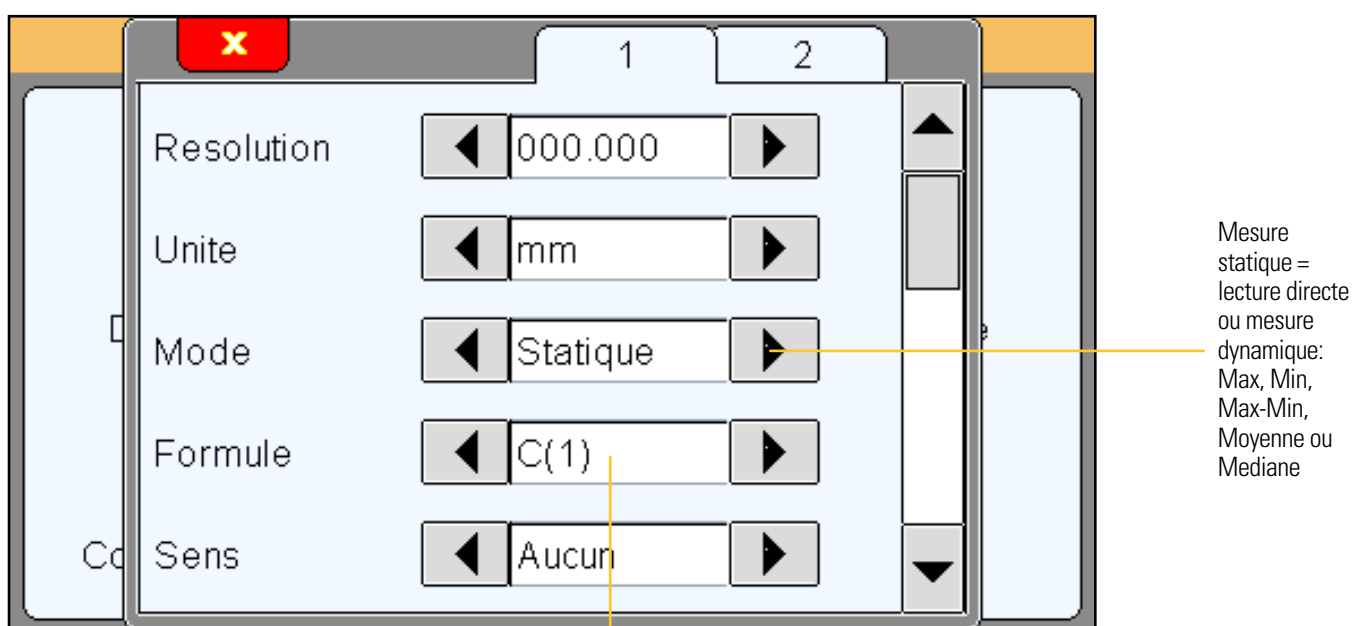 x
1
2
Resolution
000.000
Unite
mm
Mode
Statique
Formule
C(1)
Sens
Aucun
Co
Mesure
statique =
lecture directe
ou mesure
dynamique:
Max, Min,
Max-Min,
Moyenne ou
Mediane